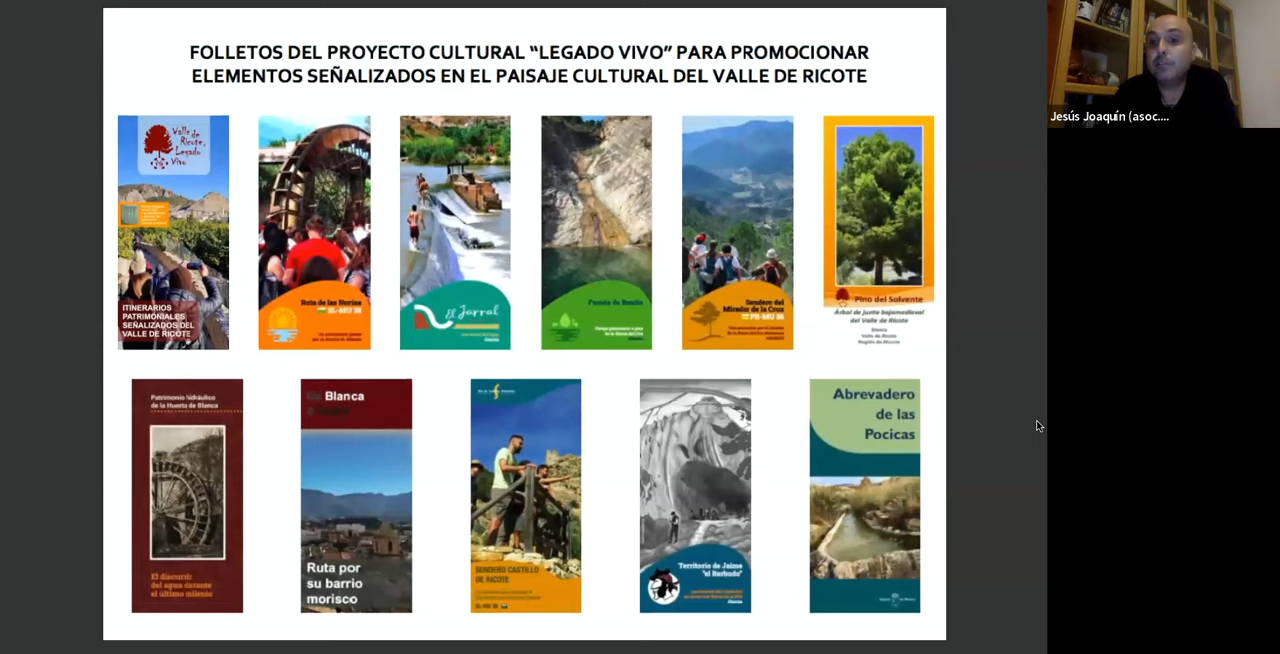 FOLLETOS DEL PROYECTO CULTURAL “LEGADO VIVO” PARA PROMOCIONAR
ELEMENTOS SEÑALIZADOS EN EL PAISAJE CULTURAL DEL VALLE DE RICOTE
Jesús Joaquín (asoc....
Valle de
Ricote,
Legado
Vivo
ITINERARIOS
PATRIMONIALES
SEÑALIZADOS DEL
VALLE DE RICOTE
Ruta de las Norias
SL-MU 28
El Jarral
Sendero del
Mirador de la Cruz
Pino del Solvente
Árbol de junta bajomedieval
del Valle de Ricote
Blanca
Valle de Ricote
Región de Murcia
Patrimonio hidráulico
de la Huerta de Blanca
El discurrir
del agua durante
el último milenio
Blanca
Ruta por
su barrio
morisco
SENDERO CASTILLO
DE RICOTE
Territorio de Jaime
"el Barbudo"
Abrevadero
de las
Pocicas